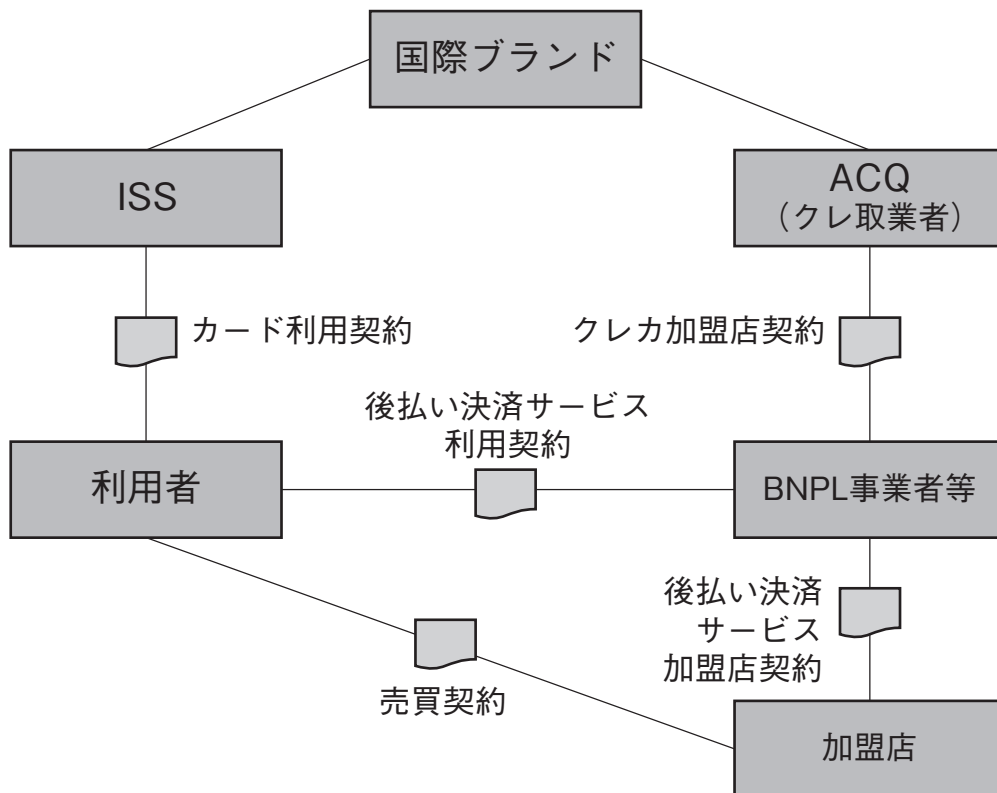 国際ブランド
ISS
ACQ
（クレ取業者）
カード利用契約
クレカ加盟店契約
後払い決済サービス
利用契約
利用者
BNPL事業者等
後払い決済
サービス
加盟店契約
売買契約
加盟店